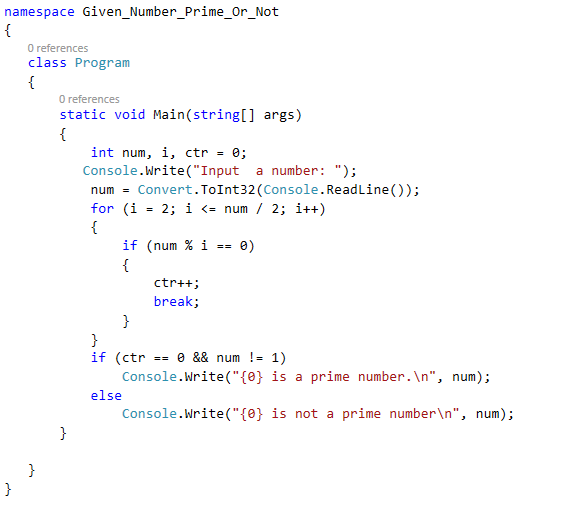 namespace Given_Number_Prime_Or_Not
{
0 references
class Program
{
0 references
static void Main(string[] args)
{
int num, i, ctr = 0;
Console.Write("Input  a number: ");
num = Convert.ToInt32(Console.ReadLine());
for (i = 2; i <= num / 2; i++)
{
if (num % i == 0)
{
ctr++;
break;
}
}
if (ctr == 0 && num != 1)
Console.Write("{0} is a prime number.\n", num);
else
Console.Write("{0} is not a prime number\n", num);
}
}
}